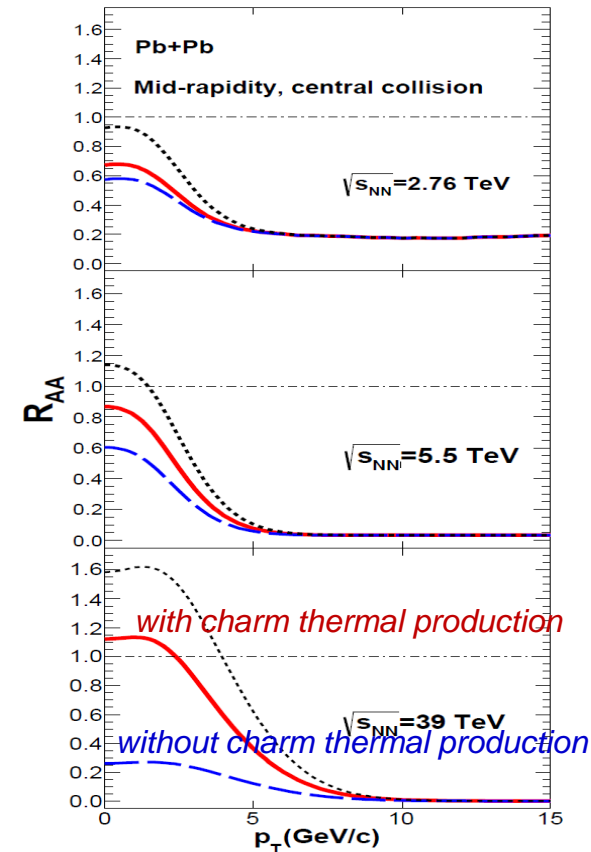 1.6
Pb+Pb
1.4
Mid-rapidity, central collision
1.2
1.0
0.8
0.6
√sNN=2.76 TeV
0.4
0.2
0.0
1.6
1.4
1.2
1.0
RAA
0.8
0.6
√sNN=5.5 TeV
0.4
0.2
0.0
1.6
1.4
with charm thermal production
1.2
1.0
0.8
0.6
√sNN=39 TeV
0.4
without charm thermal production
0.2
0.0
0 5 10 15
pT(GeV/c)